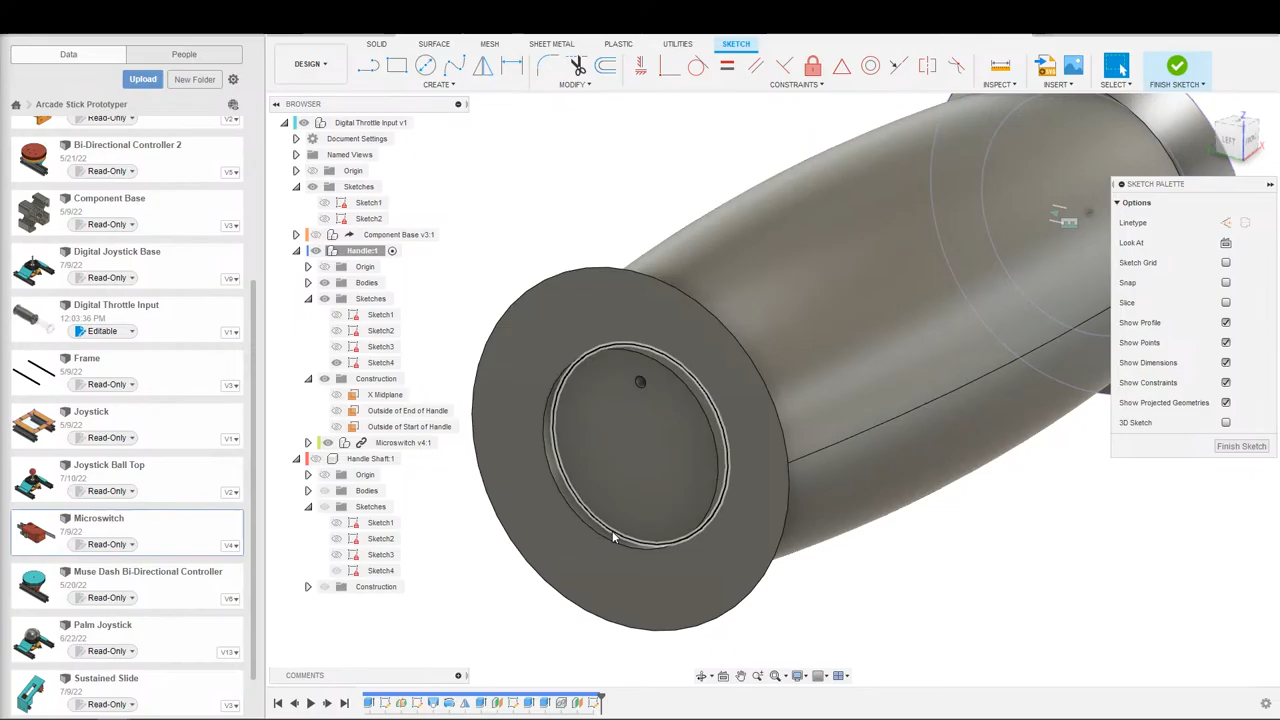 SOLID SURFACE MESH SHEET METAL PLASTIC UTILITIES SKETCH
Data People
Upload New Folder
DESIGN
CREATE MODIFY CONSTRAINTS INSPECT INSERT SELECT FINISH SKETCH
Arcade Stick Prototyper
Read-Only V2
Bi-Directional Controller 2
5/21/22
Read-Only V5
Component Base
5/9/22
Read-Only V3
Digital Joystick Base
7/9/22
Read-Only V9
Digital Throttle Input
12:03:36 PM
Editable V1
Frame
5/9/22
Read-Only V3
Joystick
5/9/22
Read-Only V1
Joystick Ball Top
7/10/22
Read-Only V2
Microswitch
7/9/22
Read-Only V4
Muse Dash Bi-Directional Controller
5/20/22
Read-Only V6
Palm Joystick
6/22/22
Read-Only V13
Sustained Slide
7/9/22
Read-Only V3
BROWSER
Digital Throttle Input v1
Document Settings
Named Views
Origin
Sketches
Sketch1
Sketch2
Component Base v3:1
Handle:1
Origin
Bodies
Sketches
Sketch1
Sketch2
Sketch3
Sketch4
Construction
X Midplane
Outside of End of Handle
Outside of Start of Handle
Microswitch v4:1
Handle Shaft:1
Origin
Bodies
Sketches
Sketch1
Sketch2
Sketch3
Sketch4
Construction
COMMENTS
Z
LEFT
X
SKETCH PALETTE
Options
Linetype
Look At
Sketch Grid
Snap
Slice
Show Profile
Show Points
Show Dimensions
Show Constraints
Show Projected Geometries
3D Sketch
Finish Sketch